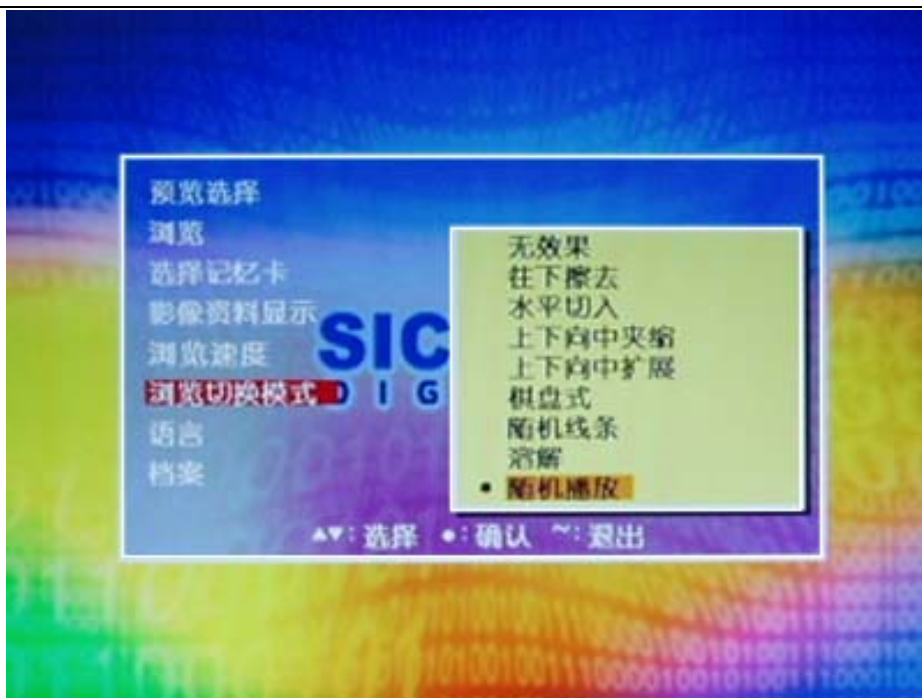 预览选择
浏览
选择记忆卡
影像资料显示
浏览速度
浏览切换模式
语言
档案
SIC
DIG
无效果
往下擦去
水平切入
上下向中夹缩
上下向中扩展
棋盘式
随机线条
溶解
● 随机播放
▲▼: 选择 ●: 确认 ~: 退出